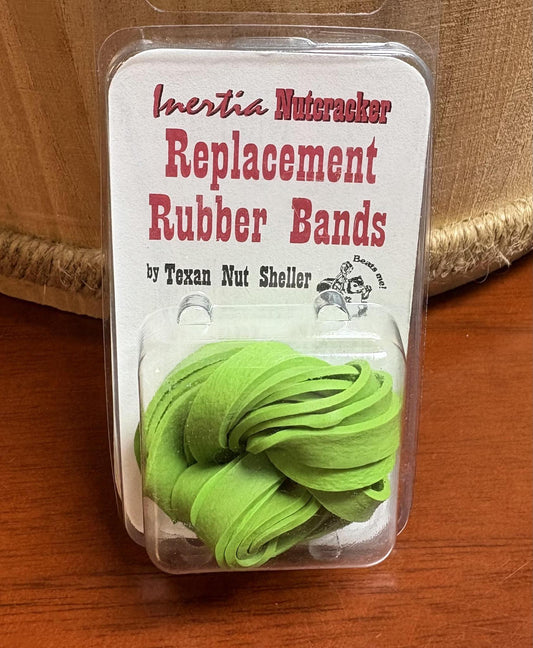 Inertia Nutcracker
Replacement
Rubber Bands
by Texan Nut Sheller
Beats me!